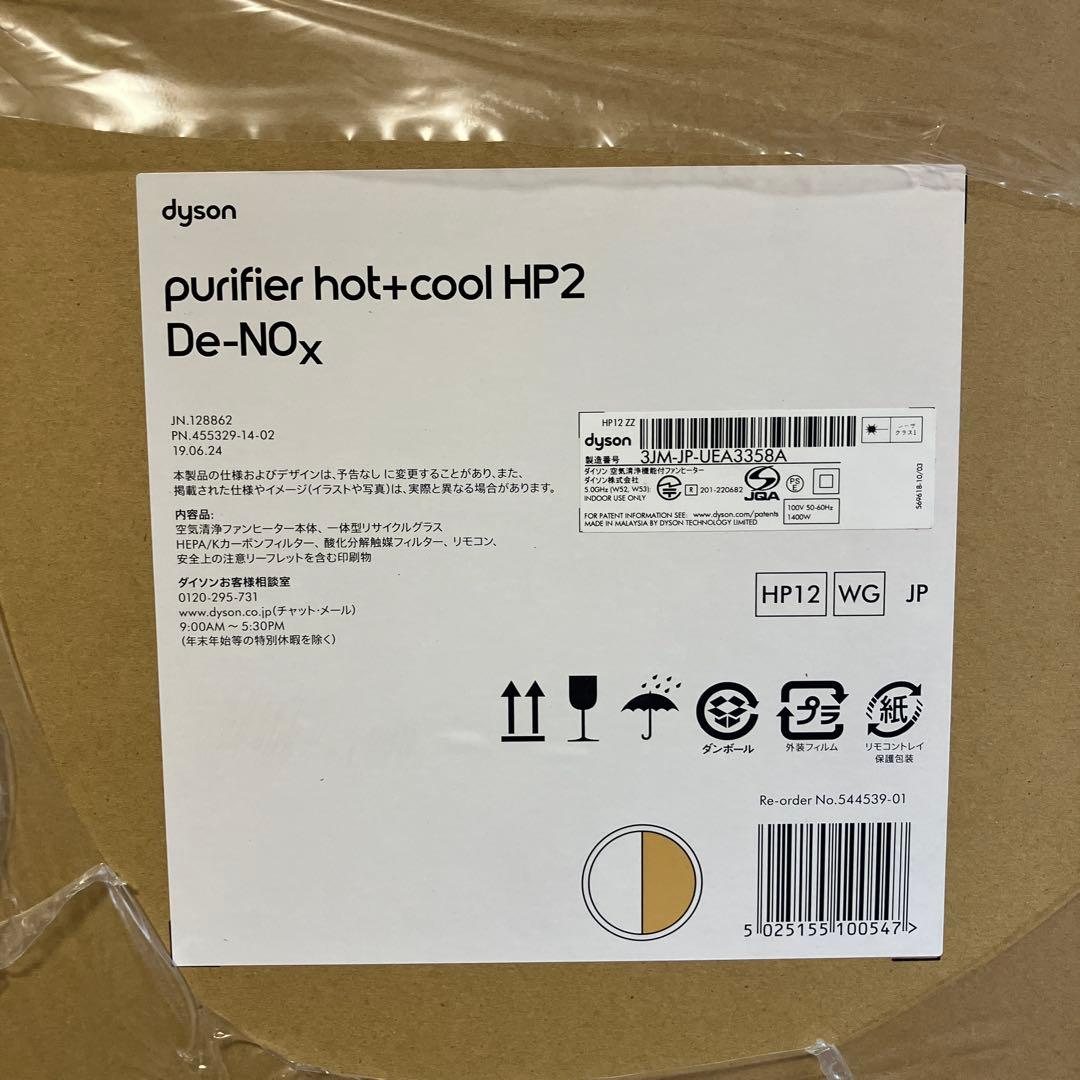 dyson
purifier hot+cool HP2
De-NOx
JN.128862
PN.455329-14-02
19.06.24
本製品の仕様およびデザインは、予告なしに変更することがあり、また、
掲載された仕様やイメージ(イラストや写真)は、実際と異なる場合があります。
内容品:
空気清浄ファンヒーター本体、一体型リサイクルグラス
HEPA/Kカーボンフィルター、酸化分解触媒フィルター、リモコン、
安全上の注意リーフレットを含む印刷物
ダイソンお客様相談室
0120-295-731
www.dyson.co.jp(チャット・メール)
9:00AM ~ 5:30PM
(年末年始等の特別休暇を除く)
HP12 ZZ
dyson
製造番号 3JM-JP-UEA3358A
ダイソン 空気清浄機能付ファンヒーター
ダイソン株式会社
5.0GHz (W52, W53):
INDOOR USE ONLY
R 201-220682
JQA
PS
E
FOR PATENT INFORMATION SEE: www.dyson.com/patents
MADE IN MALAYSIA BY DYSON TECHNOLOGY LIMITED
100V 50-60Hz
1400W
レーザ
クラス1
569618-10/03
HP12 WG JP
ダンボール
プラ
外装フィルム
紙
リモコントレイ
保護包装
Re-order No.544539-01
5 025155 100547 >